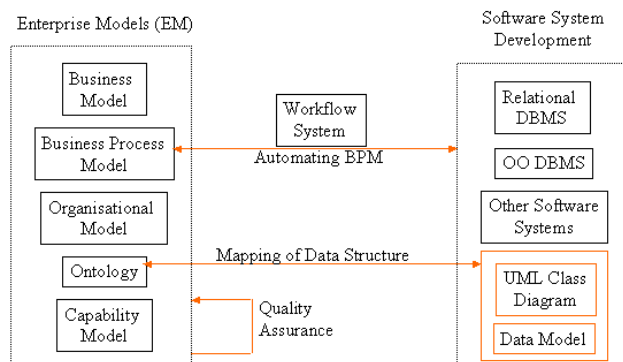 Enterprise Models (EM)
Business
Model
Business Process
Model
Organisational
Model
Ontology
Capability
Model
Workflow
System
Automating BPM
Mapping of Data Structure
Quality
Assurance
Software System
Development
Relational
DBMS
OO DBMS
Other Software
Systems
UML Class
Diagram
Data Model